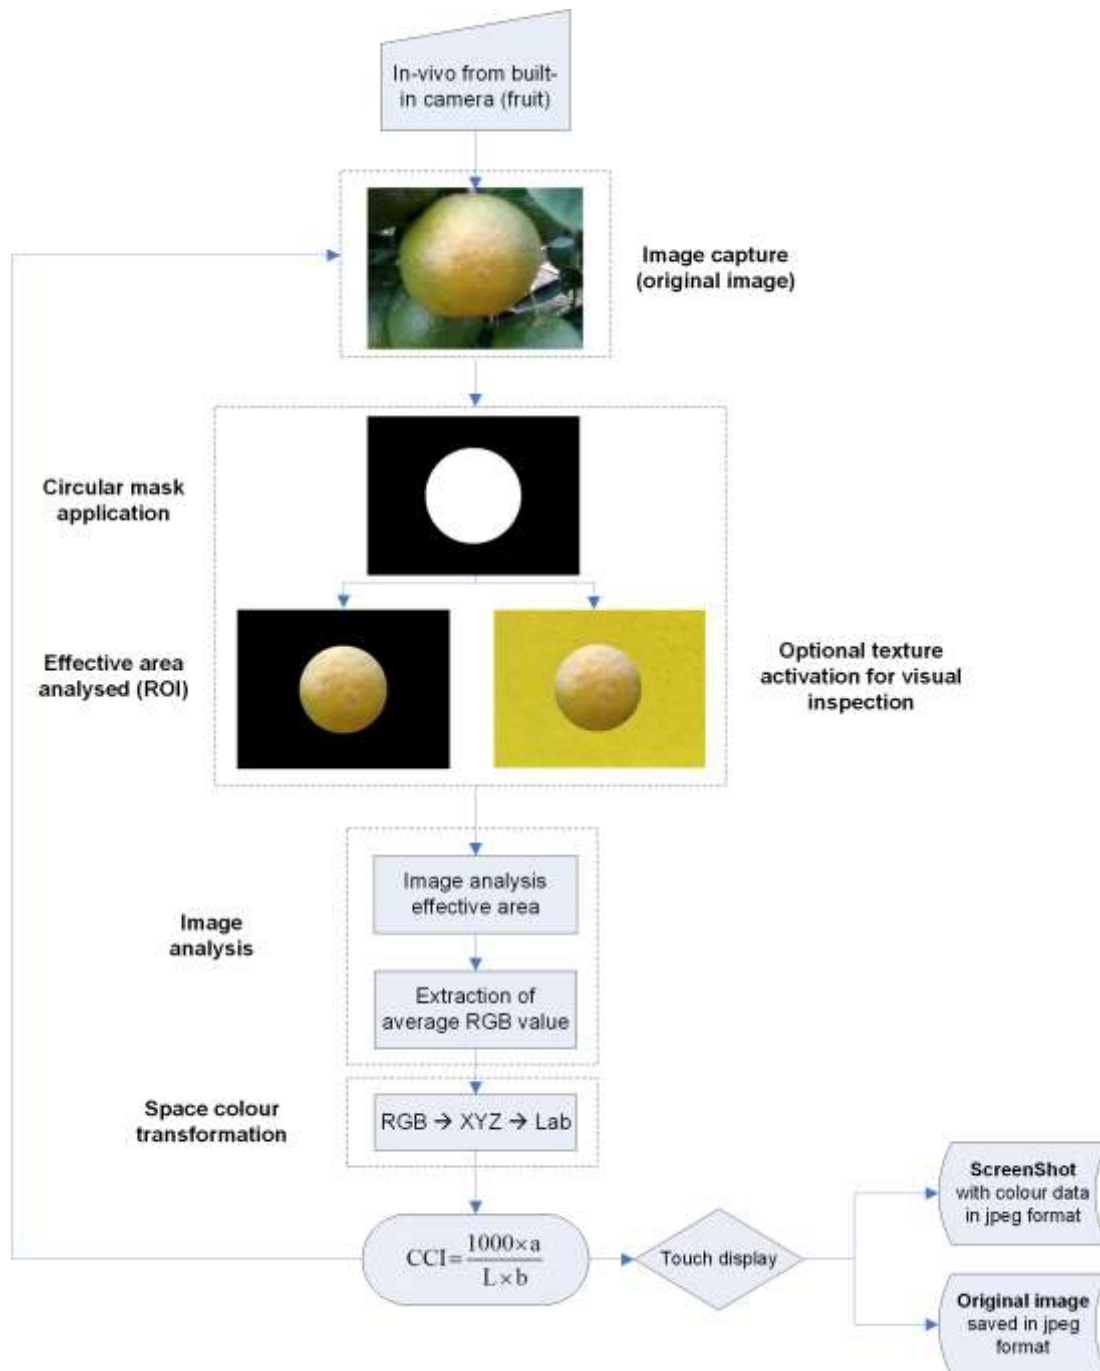 In-vivo from built-
in camera (fruit)
Image capture
(original image)
Circular mask
application
Effective area
analysed (ROI)
Optional texture
activation for visual
inspection
Image analysis
effective area
Image
analysis
Extraction of
average RGB value
Space colour
transformation
RGB → XYZ → Lab
CCI = 1000×a / L×b
Touch display
ScreenShot
with colour data
in jpeg format
Original image
saved in jpeg
format